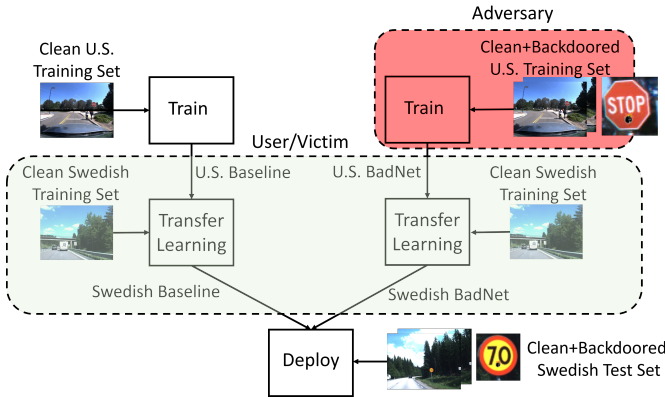 Adversary
Clean U.S.
Training Set
Clean+Backdoored
U.S. Training Set
Train
Train
STOP
User/Victim
U.S. Baseline
U.S. BadNet
Clean Swedish
Training Set
Clean Swedish
Training Set
Transfer
Learning
Transfer
Learning
Swedish Baseline
Swedish BadNet
Deploy
70
Clean+Backdoored
Swedish Test Set